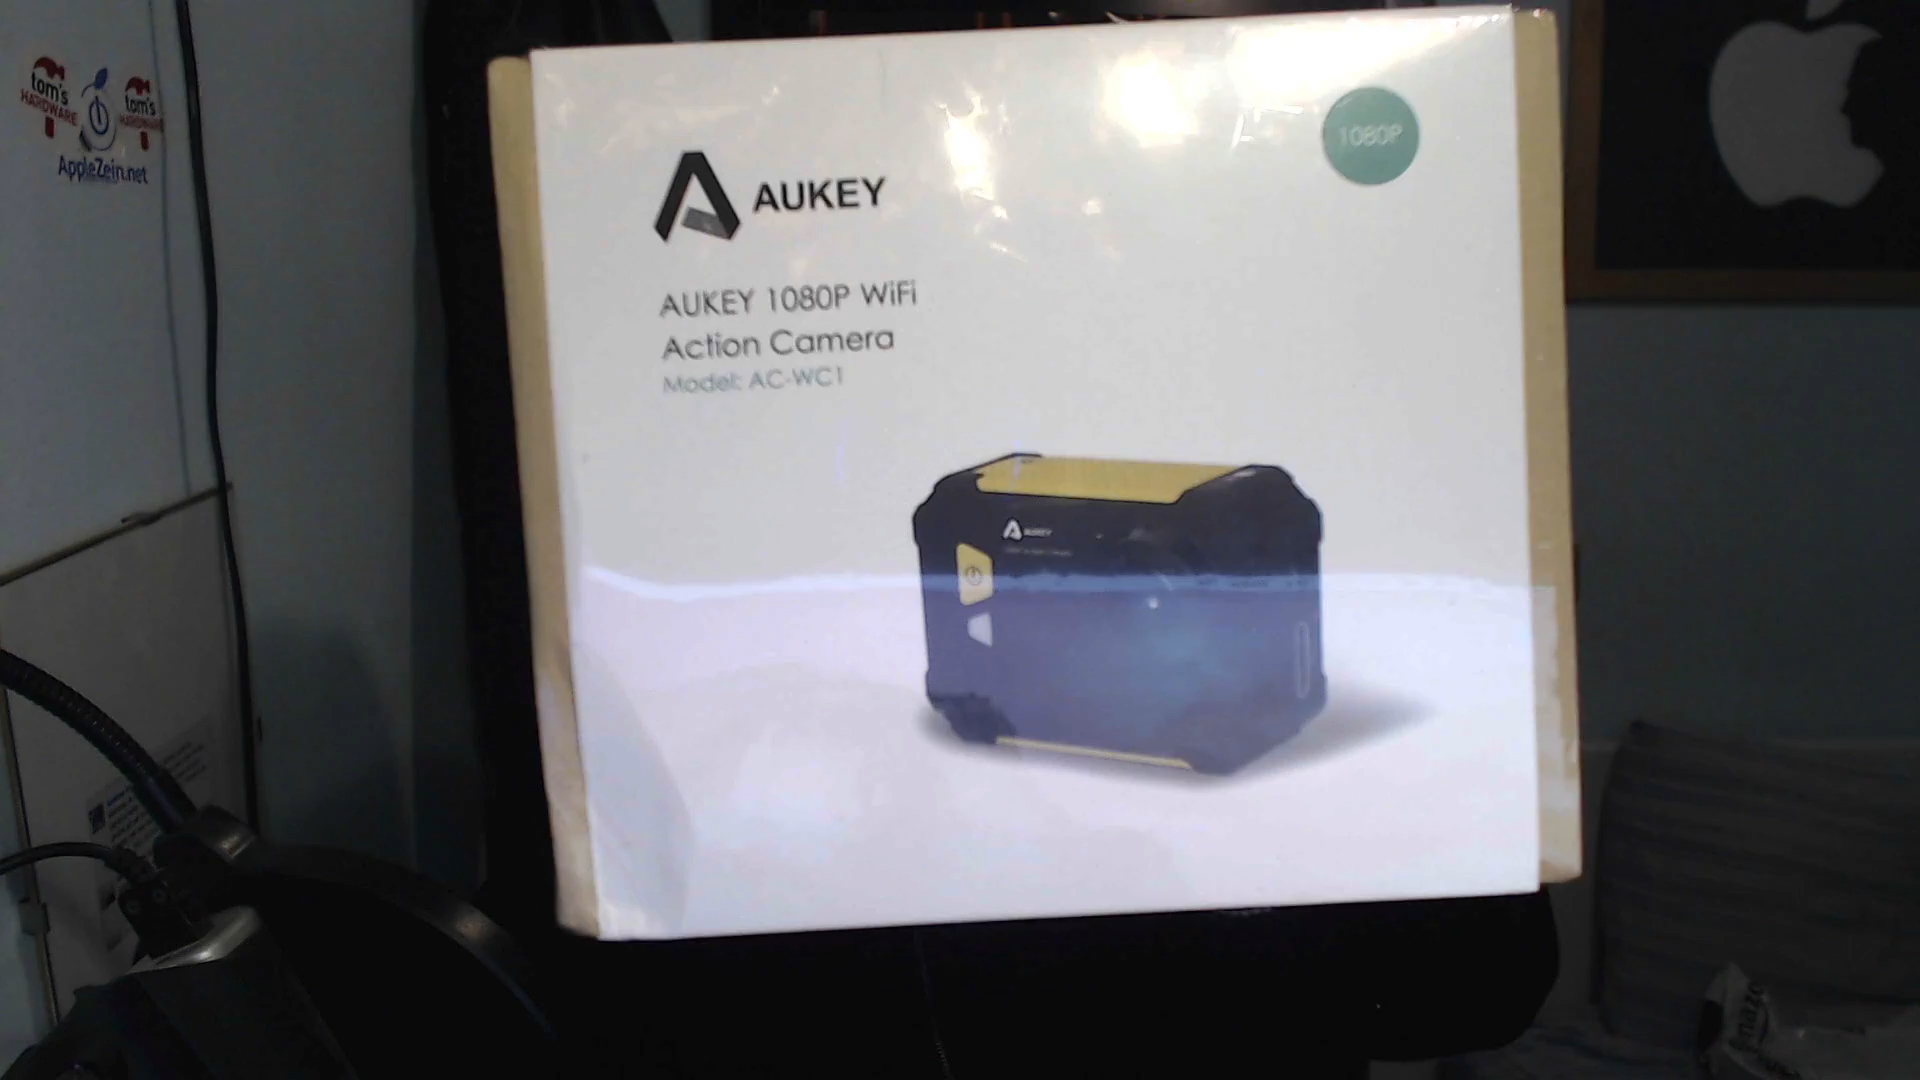 tom's
HARDWARE
tom's
HARDWARE
AppleZein.net
1080P
AUKEY
AUKEY 1080P WiFi
Action Camera
Model: AC-WC1
AUKEY